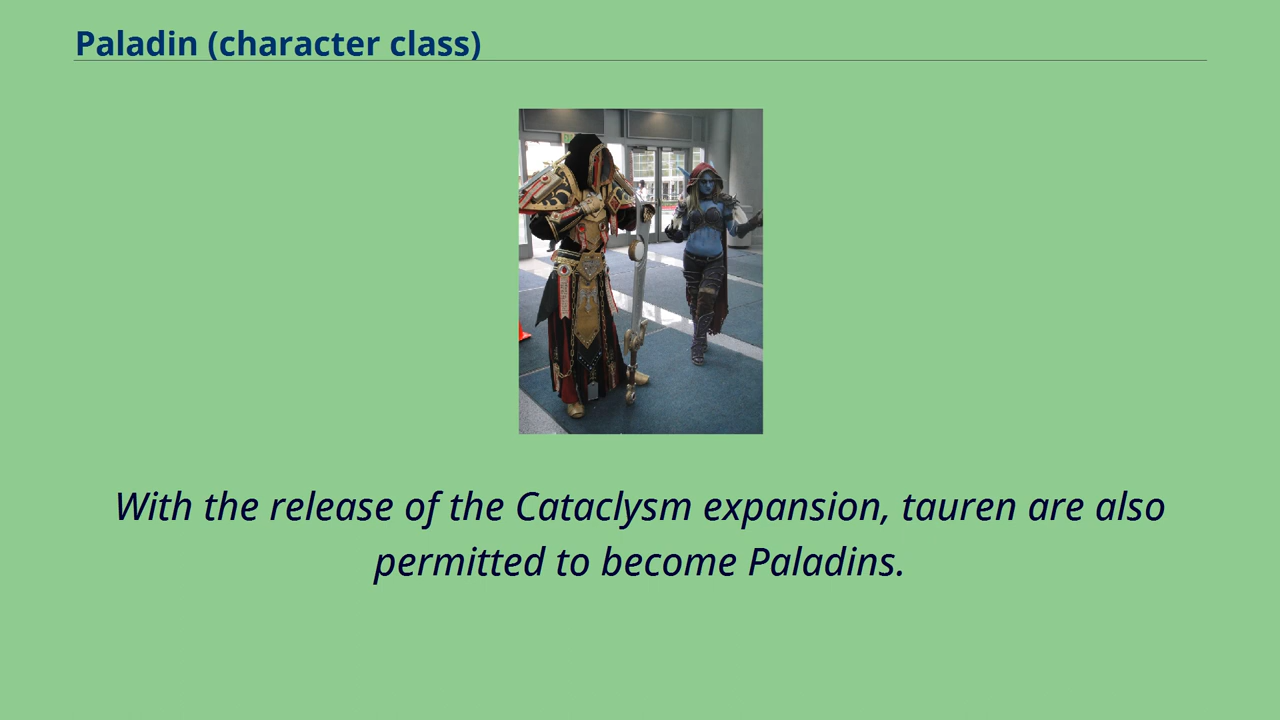 Paladin (character class)
With the release of the Cataclysm expansion, tauren are also
permitted to become Paladins.